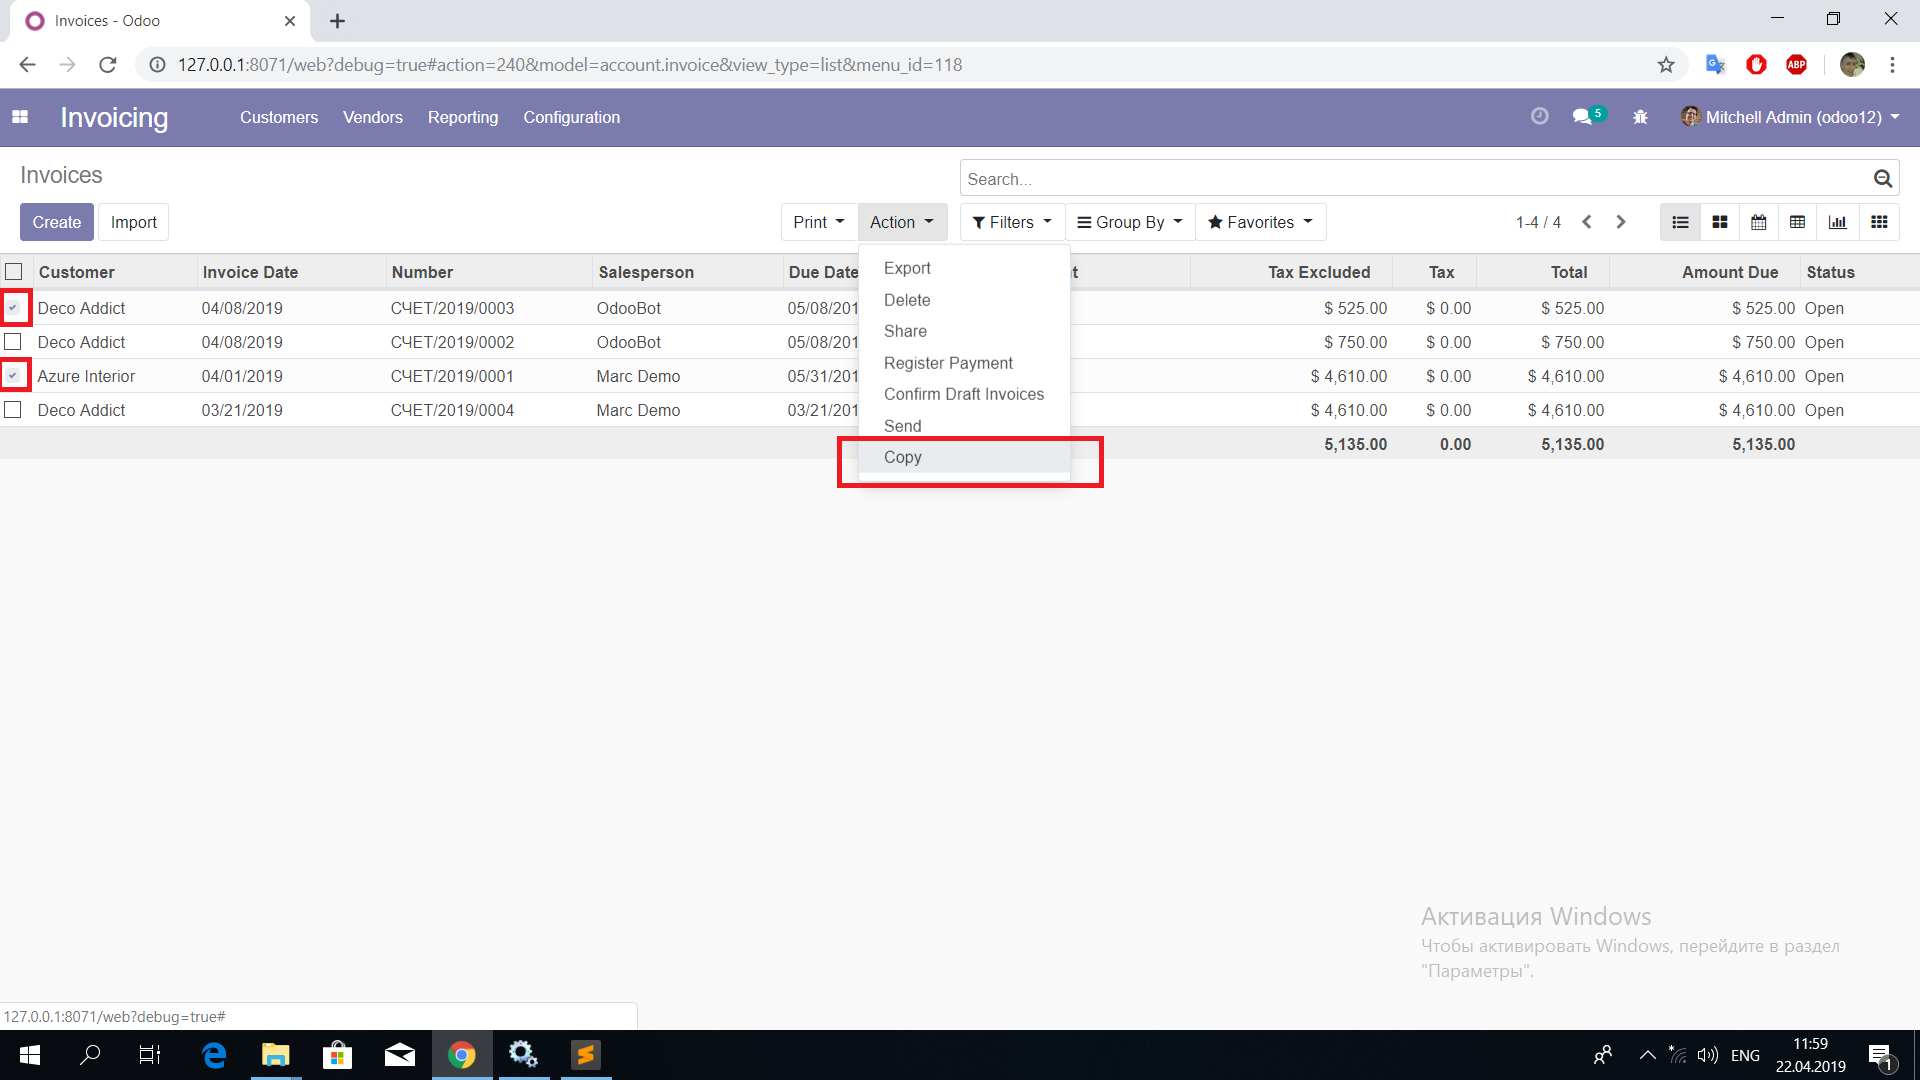 Invoices - Odoo
127.0.0.1:8071/web?debug=true#action=240&model=account.invoice&view_type=list&menu_id=118
ABP
Invoicing Customers Vendors Reporting Configuration 5 Mitchell Admin (odoo12)
Invoices
Search...
Create Import Print Action Filters Group By Favorites 1-4 / 4
Customer Invoice Date Number Salesperson Due Date t Tax Excluded Tax Total Amount Due Status
Deco Addict 04/08/2019 СЧЕТ/2019/0003 OdooBot 05/08/201 $ 525.00 $ 0.00 $ 525.00 $ 525.00 Open
Deco Addict 04/08/2019 СЧЕТ/2019/0002 OdooBot 05/08/201 $ 750.00 $ 0.00 $ 750.00 $ 750.00 Open
Azure Interior 04/01/2019 СЧЕТ/2019/0001 Marc Demo 05/31/201 $ 4,610.00 $ 0.00 $ 4,610.00 $ 4,610.00 Open
Deco Addict 03/21/2019 СЧЕТ/2019/0004 Marc Demo 03/21/201 $ 4,610.00 $ 0.00 $ 4,610.00 $ 4,610.00 Open
5,135.00 0.00 5,135.00 5,135.00
Export
Delete
Share
Register Payment
Confirm Draft Invoices
Send
Copy
Активация Windows
Чтобы активировать Windows, перейдите в раздел
"Параметры".
127.0.0.1:8071/web?debug=true#
ENG
11:59
22.04.2019
1